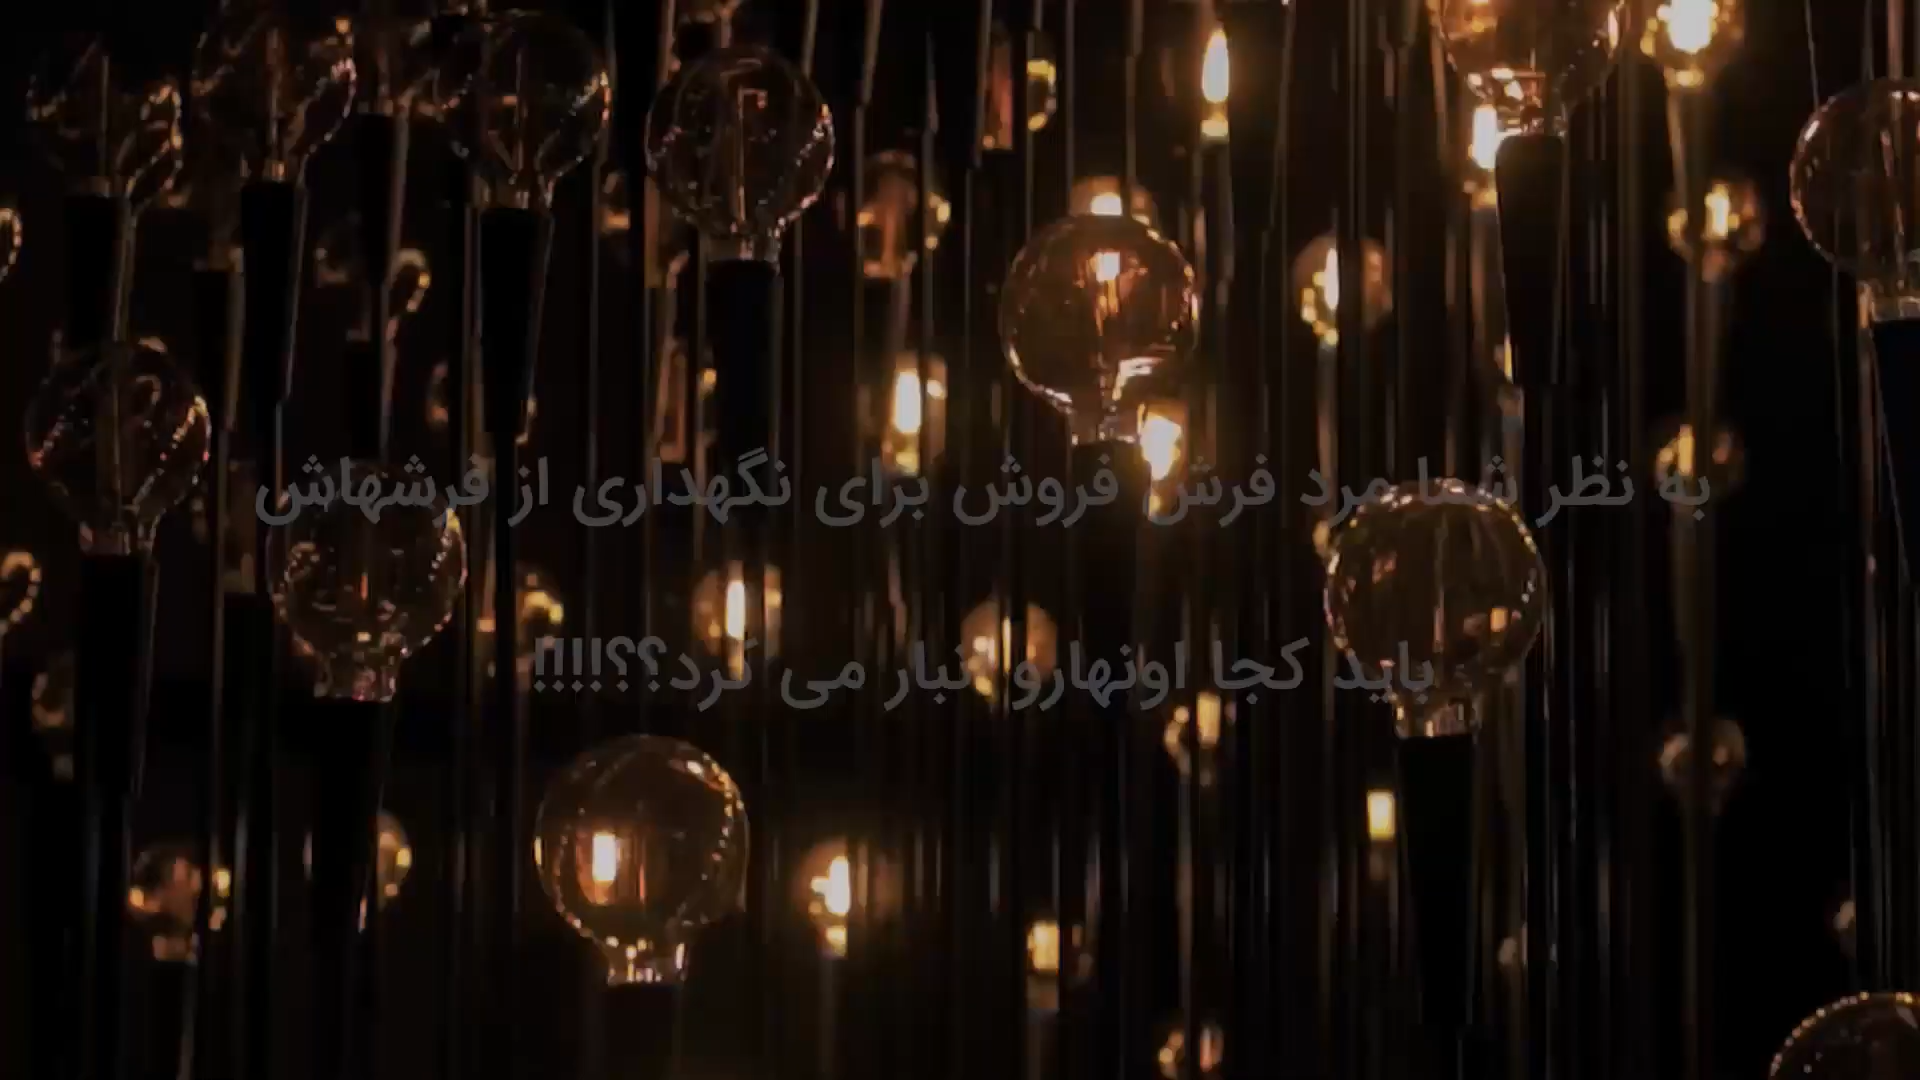 به نظر شما مرد فرش فروش برای نگهداری از فرشهاش
باید کجا اونهارو انبار می کرد؟؟!!!!